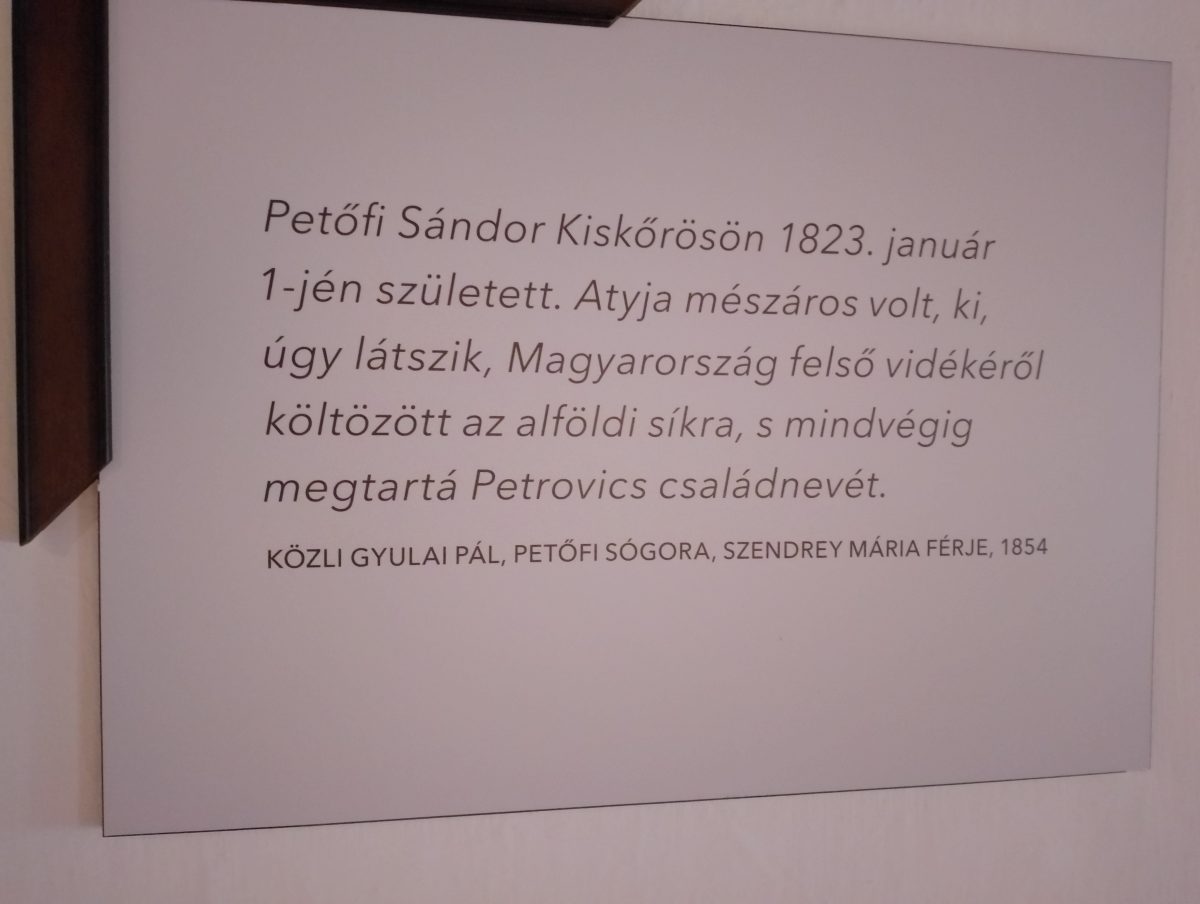 Petőfi Sándor Kiskőrösön 1823. január
1-jén született. Atyja mészáros volt, ki,
úgy látszik, Magyarország felső vidékéről
költözött az alföldi síkra, s mindvégig
megtartá Petrovics családnevét.
KÖZLI GYULAI PÁL, PETŐFI SÓGORA, SZENDREY MÁRIA FÉRJE, 1854